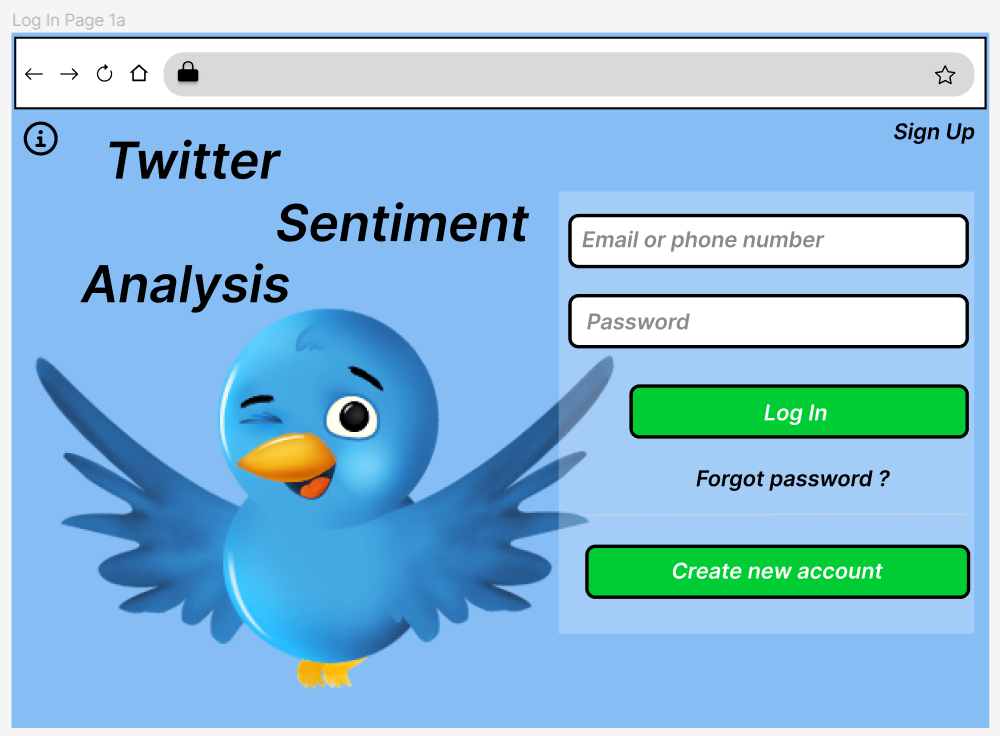 Log In Page 1a
Sign Up
Twitter
Sentiment
Analysis
Email or phone number
Password
Log In
Forgot password ?
Create new account